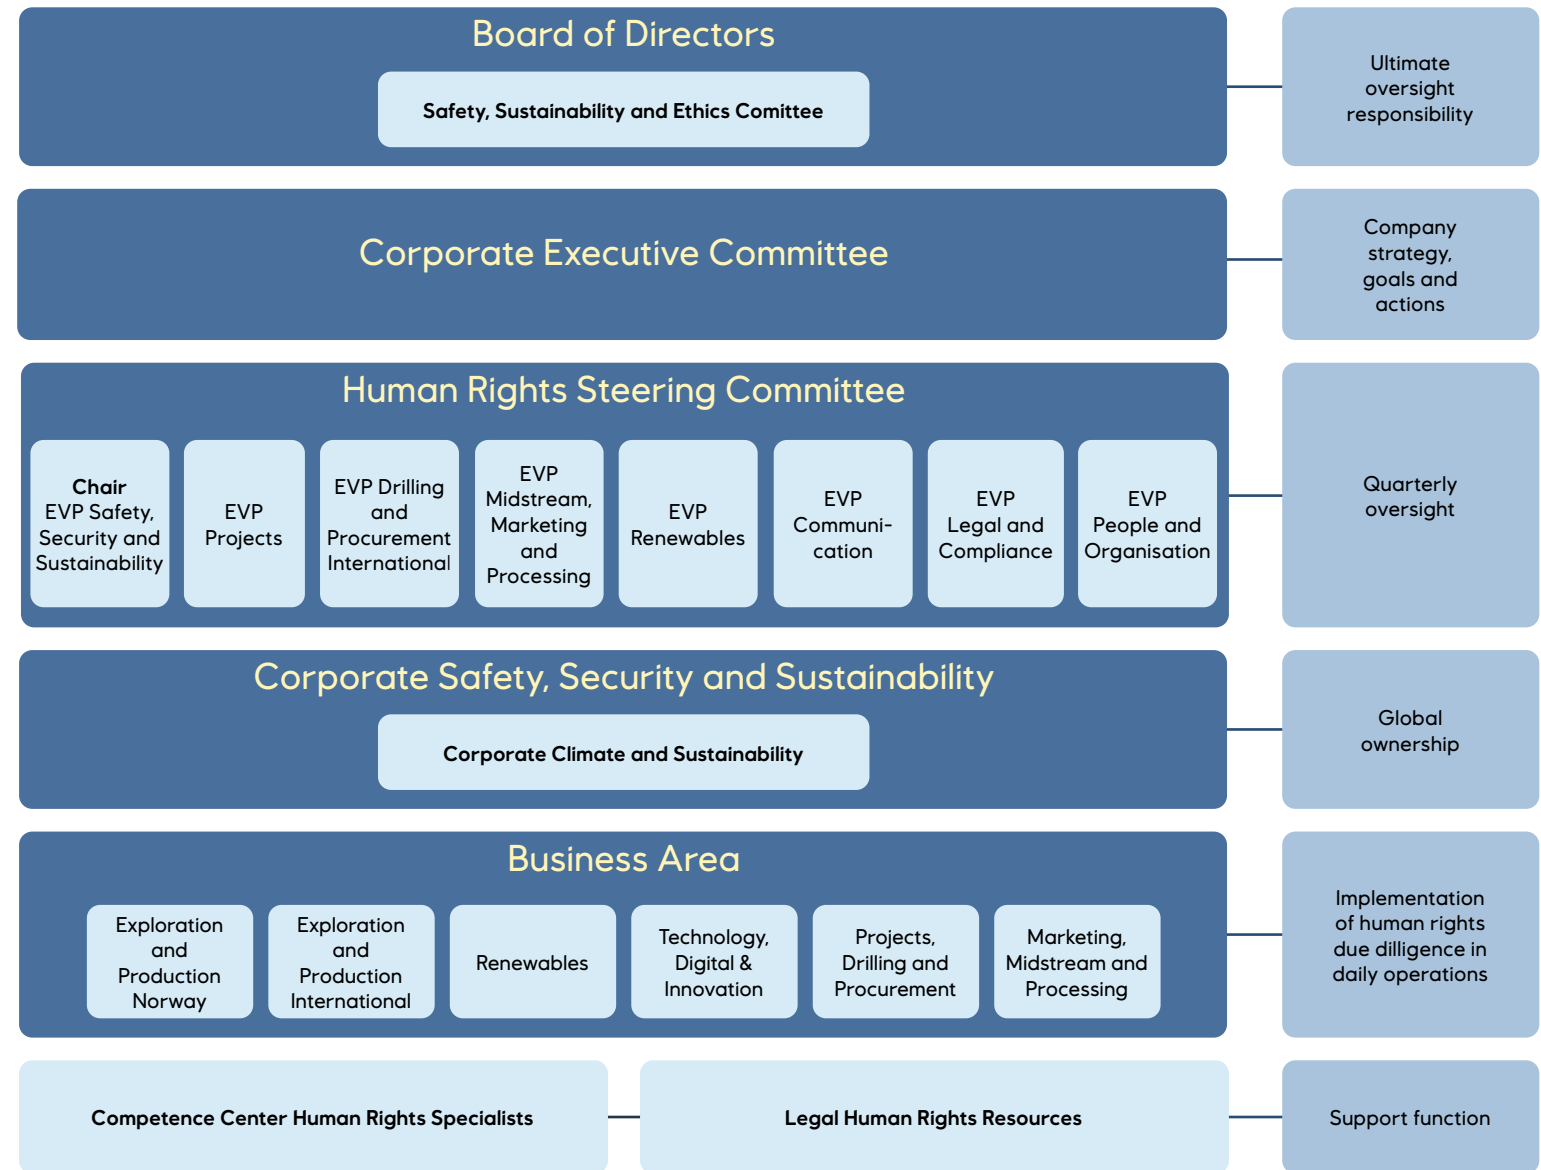 Board of Directors
Safety, Sustainability and Ethics Comittee
Ultimate
oversight
responsibility
Corporate Executive Committee
Company
strategy,
goals and
actions
Human Rights Steering Committee
Chair
EVP Safety,
Security and
Sustainability
EVP
Projects
EVP Drilling
and
Procurement
International
EVP
Midstream,
Marketing
and
Processing
EVP
Renewables
EVP
Communi-
cation
EVP
Legal and
Compliance
EVP
People and
Organisation
Quarterly
oversight
Corporate Safety, Security and Sustainability
Corporate Climate and Sustainability
Global
ownership
Business Area
Exploration
and
Production
Norway
Exploration
and
Production
International
Renewables
Technology,
Digital &
Innovation
Projects,
Drilling and
Procurement
Marketing,
Midstream and
Processing
Implementation
of human rights
due dilligence in
daily operations
Competence Center Human Rights Specialists
Legal Human Rights Resources
Support function